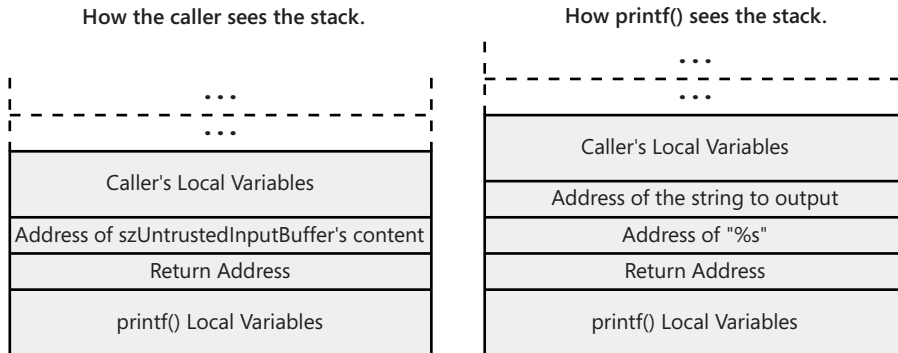 How the caller sees the stack.
...
...
Caller's Local Variables
Address of szUntrustedInputBuffer's content
Return Address
printf() Local Variables
How printf() sees the stack.
...
...
Caller's Local Variables
Address of the string to output
Address of "%s"
Return Address
printf() Local Variables